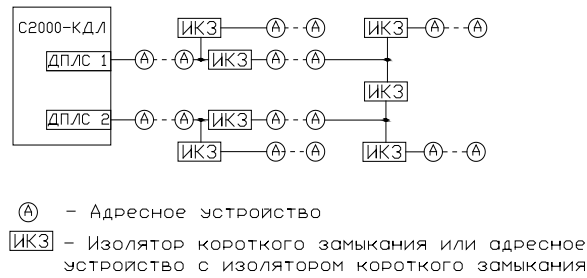 С2000-КДЛ
ИКЗ А А ИКЗ А А
ДПЛС 1 А А ИКЗ А А
ИКЗ
ДПЛС 2 А А ИКЗ А А
ИКЗ А А ИКЗ А А
А - Адресное устройство
ИКЗ - Изолятор короткого замыкания или адресное
устройство с изолятором короткого замыкания